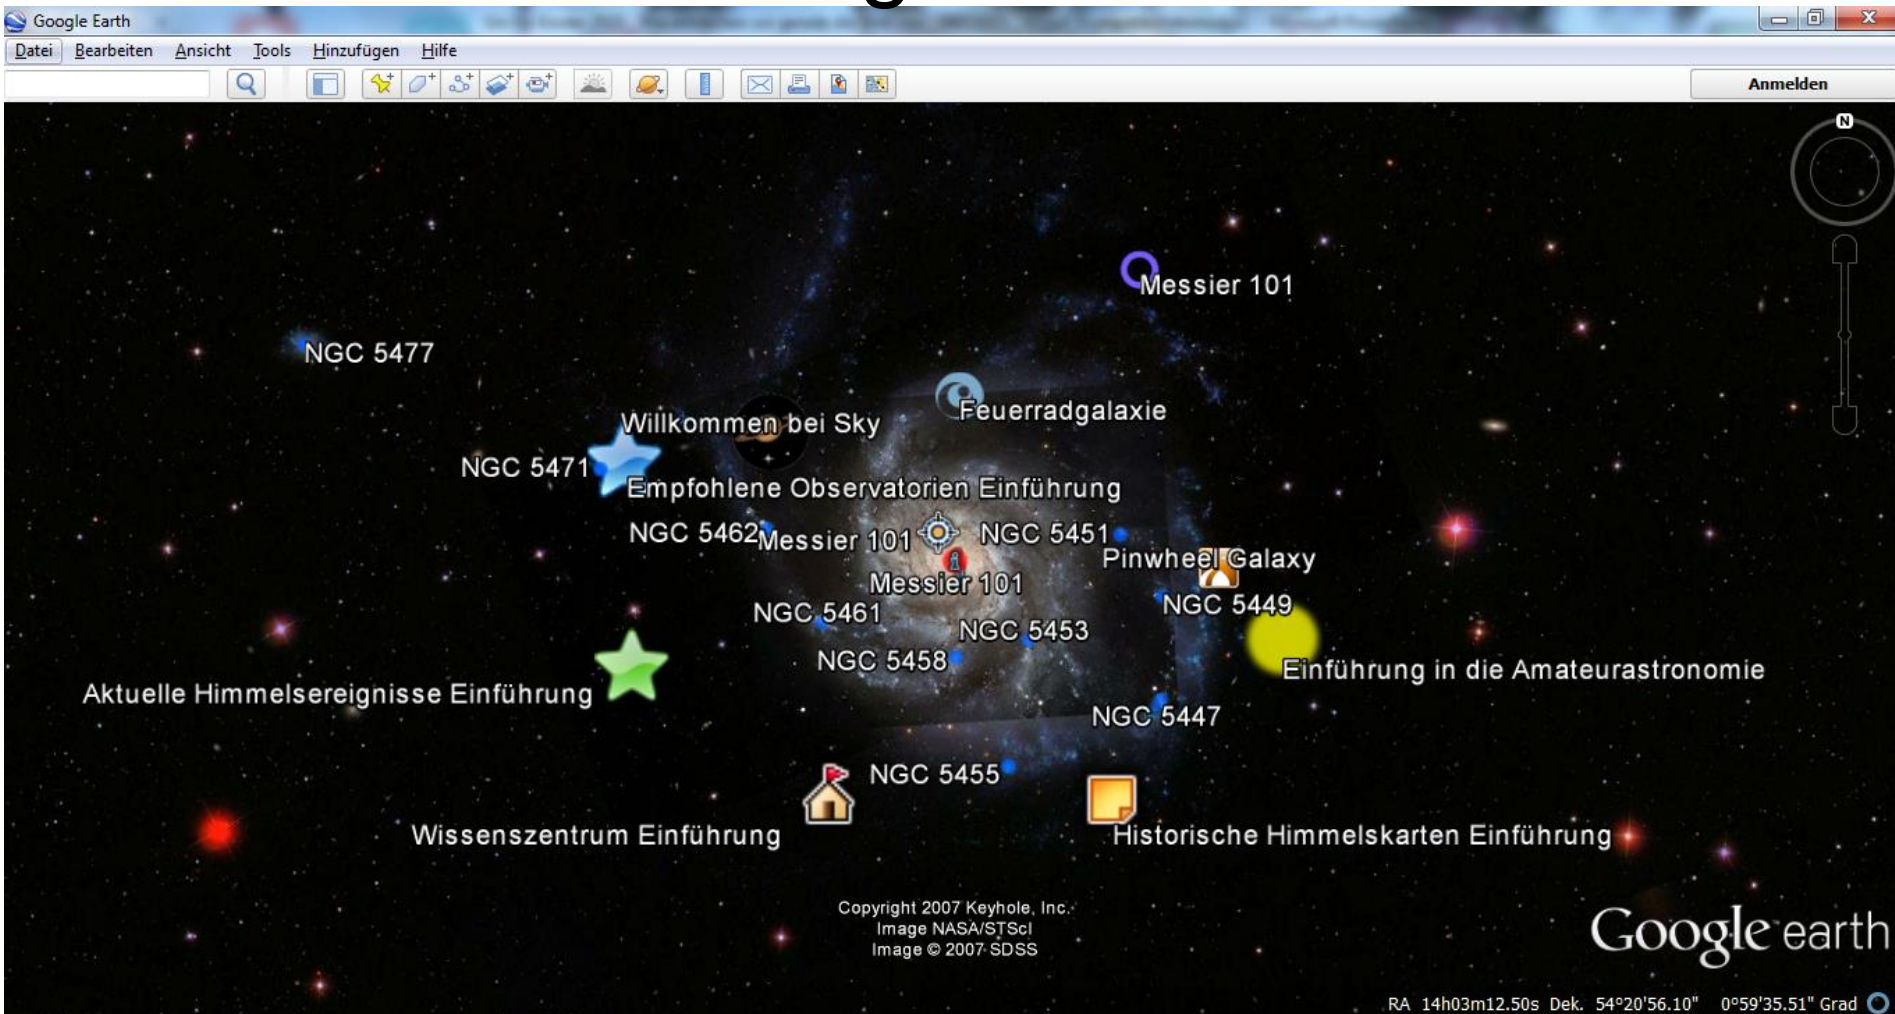 Google Earth
Datei Bearbeiten Ansicht Tools Hinzufügen Hilfe
Anmelden
N
Messier 101
NGC 5477
Feuerradgalaxie
Willkommen bei Sky
NGC 5471
Empfohlene Observatorien Einführung
NGC 5462
Messier 101
NGC 5451
Pinwheel Galaxy
Messier 101
NGC 5449
NGC 5461
NGC 5453
NGC 5458
Einführung in die Amateurastronomie
Aktuelle Himmelsereignisse Einführung
NGC 5447
NGC 5455
Wissenszentrum Einführung
Historische Himmelskarten Einführung
Copyright 2007 Keyhole, Inc.
Image NASA/STScI
Image © 2007 SDSS
Google earth
RA 14h03m12.50s Dek. 54°20'56.10" 0°59'35.51" Grad